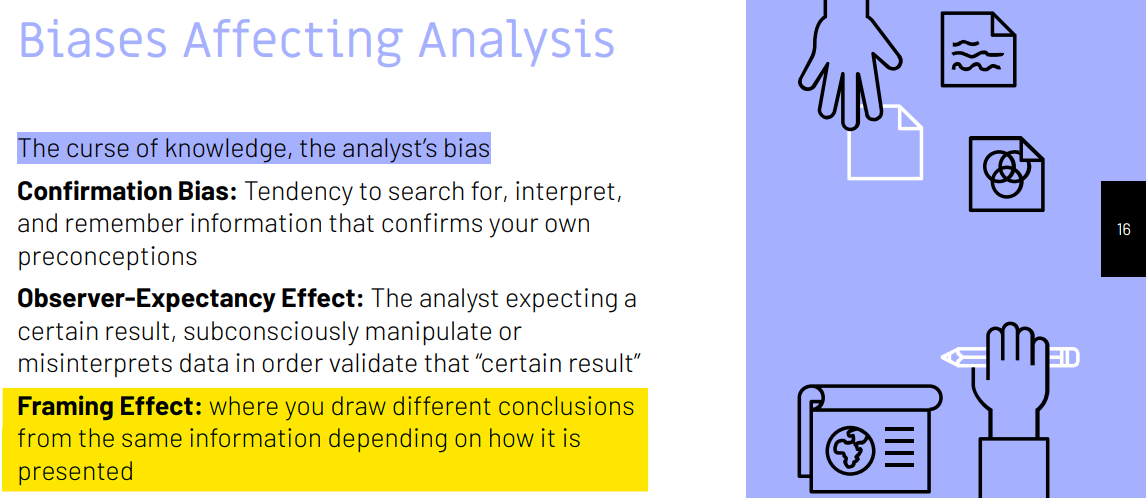 Biases Affecting Analysis
The curse of knowledge, the analyst’s bias
Confirmation Bias: Tendency to search for, interpret,
and remember information that confirms your own
preconceptions
Observer-Expectancy Effect: The analyst expecting a
certain result, subconsciously manipulate or
misinterprets data in order validate that “certain result”
Framing Effect: where you draw different conclusions
from the same information depending on how it is
presented
16